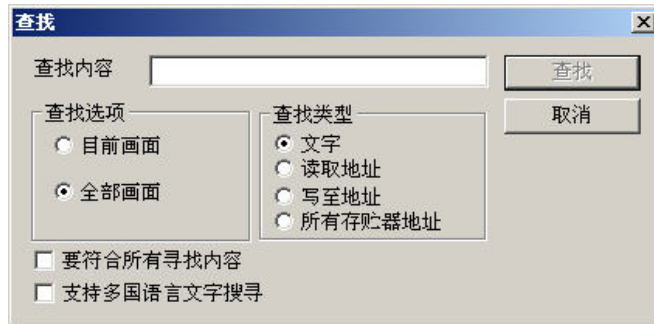 查找
查找内容
查找
查找选项
目前画面
全部画面
查找类型
文字
读取地址
写至地址
所有存贮器地址
取消
要符合所有寻找内容
支持多国语言文字搜寻